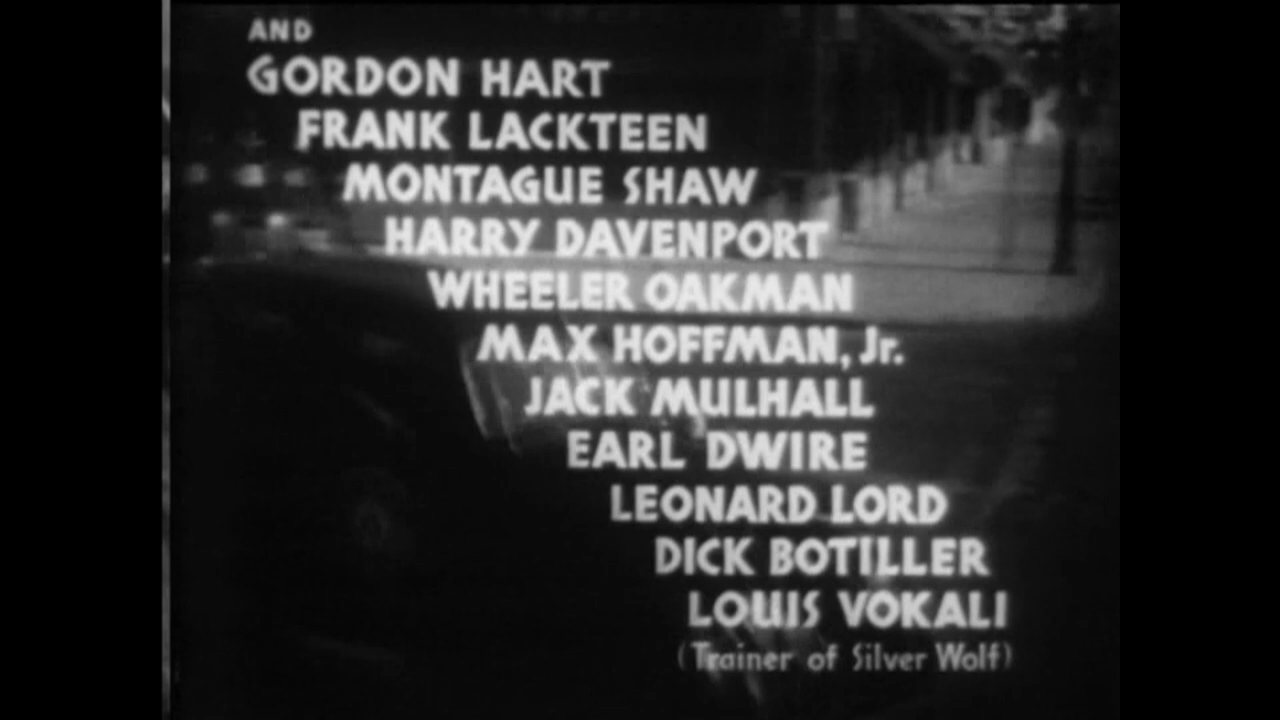 AND
GORDON HART
FRANK LACKTEEN
MONTAGUE SHAW
HARRY DAVENPORT
WHEELER OAKMAN
MAX HOFFMAN, Jr.
JACK MULHALL
EARL DWIRE
LEONARD LORD
DICK BOTILLER
LOUIS VOKALI
(Trainer of Silver Wolf)